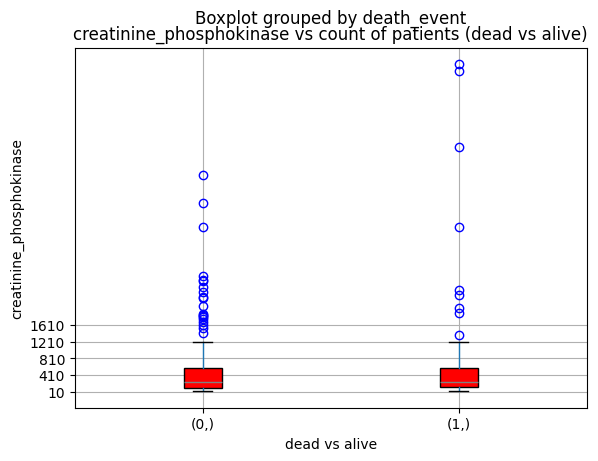 Boxplot grouped by death_event
creatinine_phosphokinase vs count of patients (dead vs alive)
creatinine_phosphokinase
1610
1210
810
410
10
(0,)
(1,)
dead vs alive